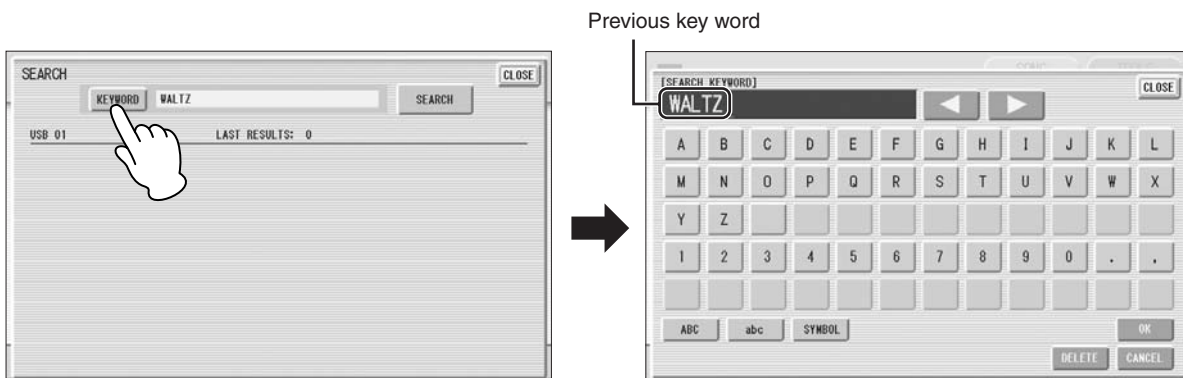 Previous key word
SEARCH
CLOSE
KEYWORD
WALTZ
SEARCH
USB 01
LAST RESULTS: 0
[SEARCH KEYWORD]
CLOSE
WALTZ
A B C D E F G H I J K L
M N O P Q R S T U V W X
Y Z
1 2 3 4 5 6 7 8 9 0 . ,
ABC abc SYMBOL OK
DELETE CANCEL